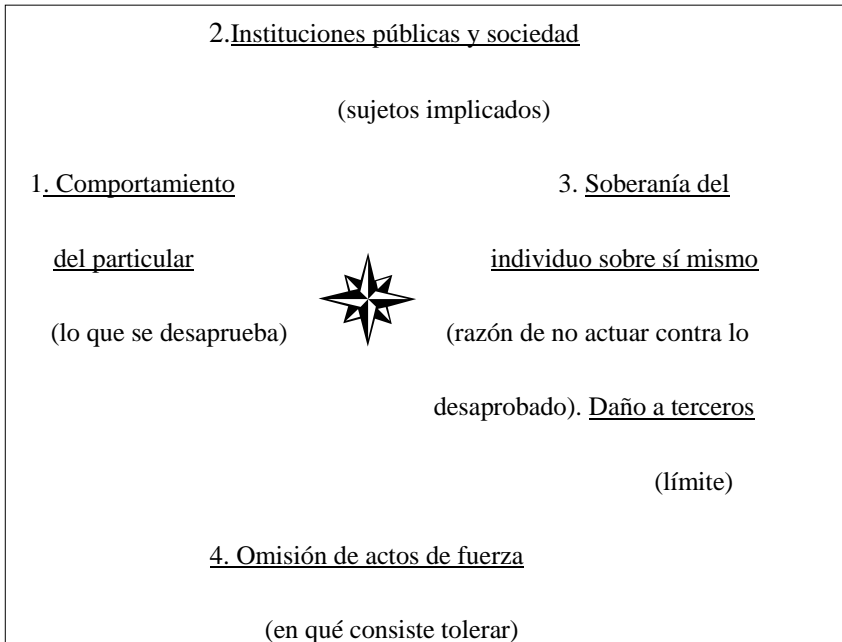 2.Instituciones públicas y sociedad
(sujetos implicados)
1. Comportamiento
3. Soberanía del
del particular
individuo sobre sí mismo
(lo que se desaprueba)
(razón de no actuar contra lo
desaprobado). Daño a terceros
(límite)
4. Omisión de actos de fuerza
(en qué consiste tolerar)